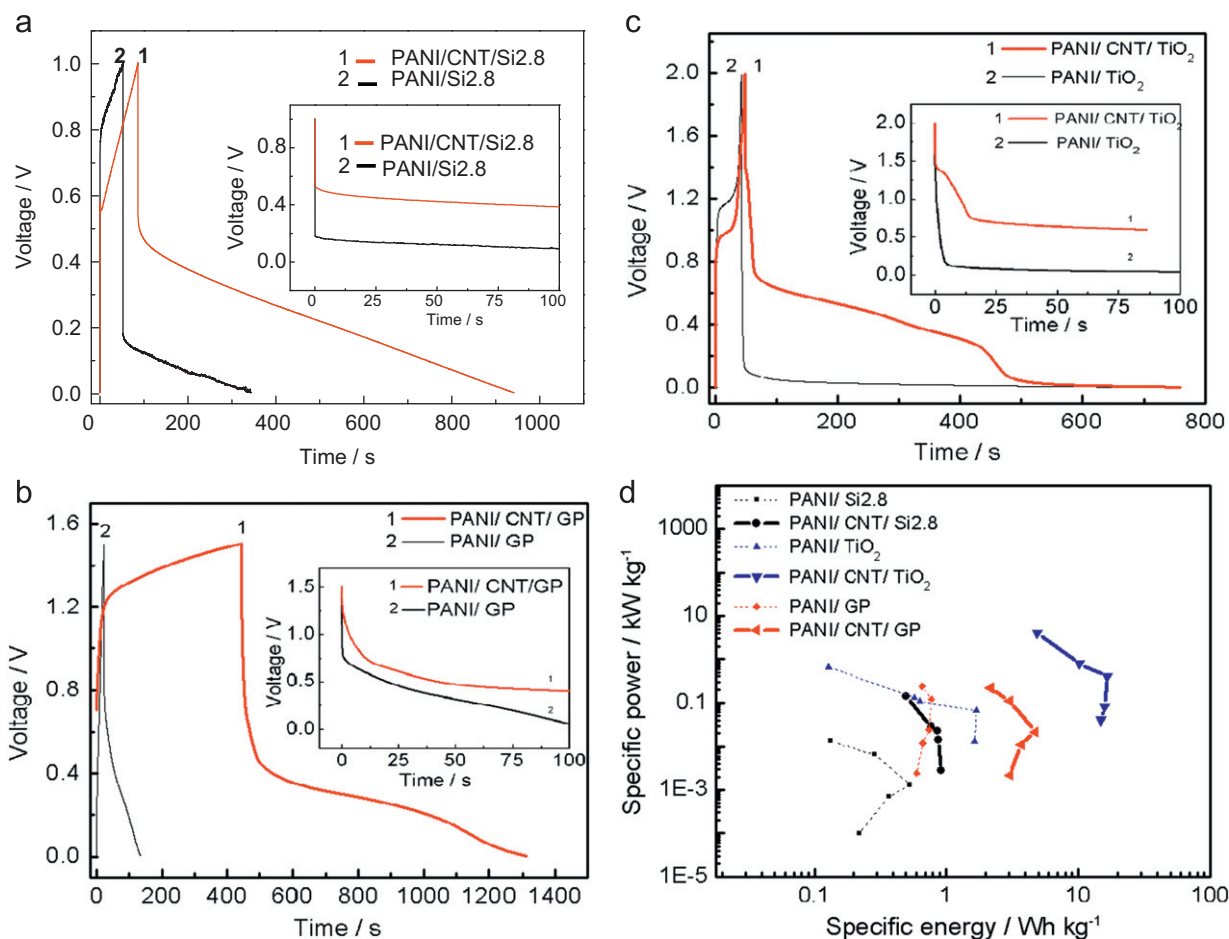 a
2 1
1 PANI/CNT/Si2.8
2 PANI/Si2.8
1.0
0.8
0.6
0.4
0.2
0.0
Voltage / V
0 200 400 600 800 1000
Time / s
1 PANI/CNT/Si2.8
2 PANI/Si2.8
0.8
0.4
0.0
Voltage / V
0 25 50 75 100
Time / s
c
2 1
1 PANI/ CNT/ TiO₂
2 PANI/ TiO₂
2.0
1.6
1.2
0.8
0.4
0.0
Voltage / V
0 200 400 600 800
Time / s
1 PANI/ CNT/ TiO₂
2 PANI/ TiO₂
2.0
1.5
1.0
0.5
0.0
Voltage / V
1
2
0 25 50 75 100
Time / s
b
2 1
1 PANI/ CNT/ GP
2 PANI/ GP
1.6
1.2
0.8
0.4
0.0
Voltage / V
0 200 400 600 800 1000 1200 1400
Time / s
1 PANI/ CNT/GP
2 PANI/ GP
1.5
1.0
0.5
0.0
Voltage / V
1
2
0 25 50 75 100
Time / s
d
PANI/ Si2.8
PANI/ CNT/ Si2.8
PANI/ TiO₂
PANI/ CNT/ TiO₂
PANI/ GP
PANI/ CNT/ GP
1000
10
0.1
1E-3
1E-5
Specific power / kW kg⁻¹
0.1 1 10 100
Specific energy / Wh kg⁻¹